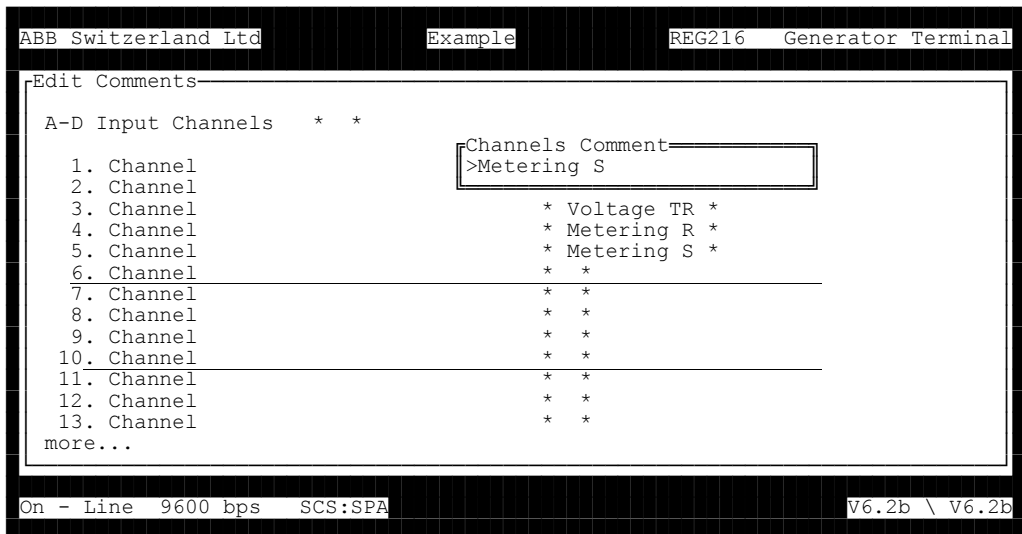 ABB Switzerland Ltd Example REG216 Generator Terminal
Edit Comments
A-D Input Channels * *
Channels Comment
1. Channel >Metering S
2. Channel
3. Channel * Voltage TR *
4. Channel * Metering R *
5. Channel * Metering S *
6. Channel * *
7. Channel * *
8. Channel * *
9. Channel * *
10. Channel * *
11. Channel * *
12. Channel * *
13. Channel * *
more...
On - Line 9600 bps SCS:SPA V6.2b \ V6.2b